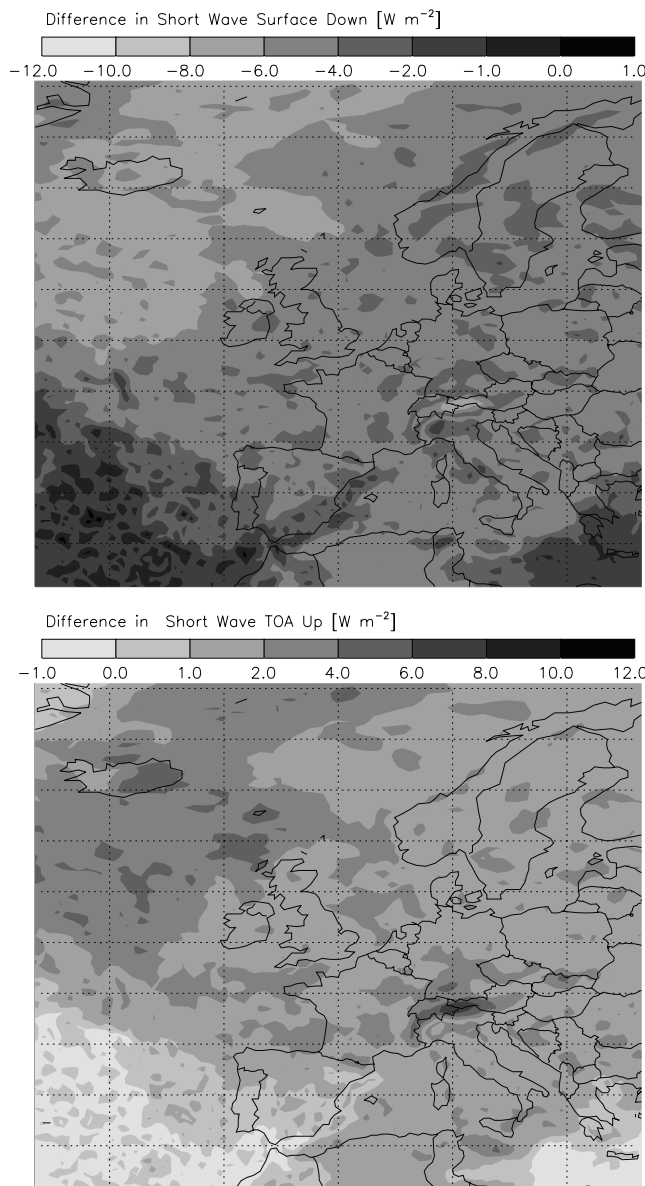 Difference in Short Wave Surface Down [W m⁻²]
−12.0 −10.0 −8.0 −6.0 −4.0 −2.0 −1.0 0.0 1.0
Difference in Short Wave TOA Up [W m⁻²]
−1.0 0.0 1.0 2.0 4.0 6.0 8.0 10.0 12.0